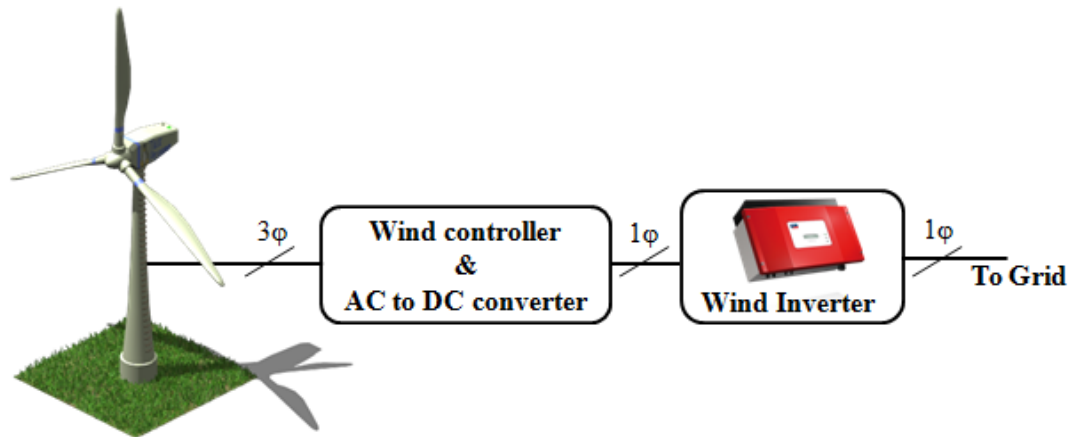 3φ
Wind controller
&
AC to DC converter
1φ
Wind Inverter
1φ
To Grid